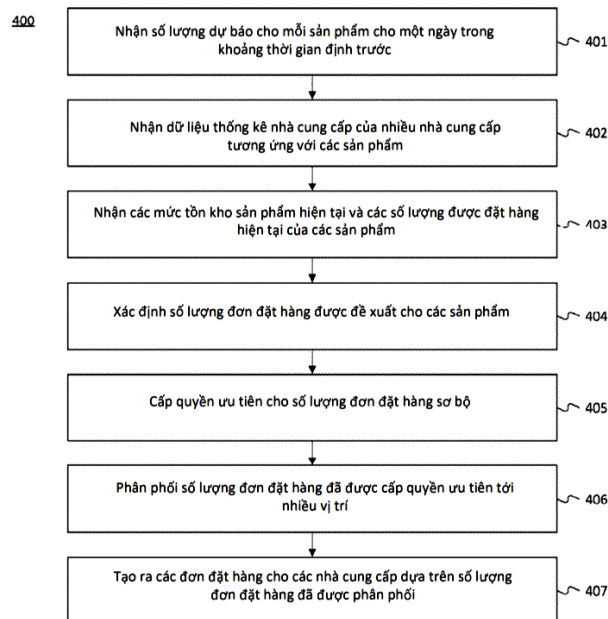 400
Nhận số lượng dự báo cho mỗi sản phẩm cho một ngày trong
khoảng thời gian định trước
401
Nhận dữ liệu thống kê nhà cung cấp của nhiều nhà cung cấp
tương ứng với các sản phẩm
402
Nhận các mức tồn kho sản phẩm hiện tại và các số lượng được đặt hàng
hiện tại của các sản phẩm
403
Xác định số lượng đơn đặt hàng được đề xuất cho các sản phẩm
404
Cấp quyền ưu tiên cho số lượng đơn đặt hàng sơ bộ
405
Phân phối số lượng đơn đặt hàng đã được cấp quyền ưu tiên tới
nhiều vị trí
406
Tạo ra các đơn đặt hàng cho các nhà cung cấp dựa trên số lượng
đơn đặt hàng đã được phân phối
407